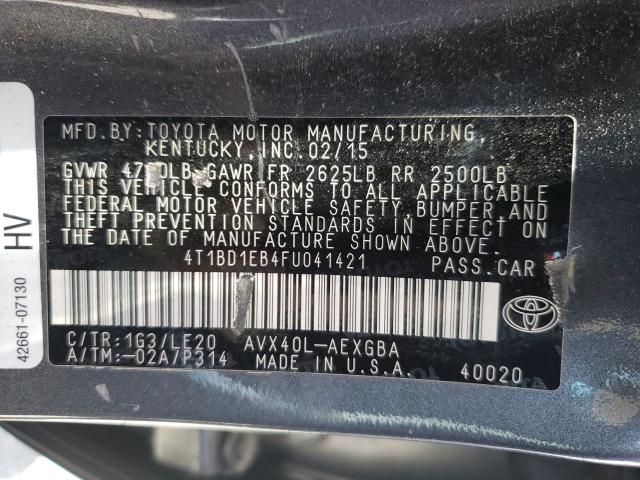 MFD. BY: TOYOTA MOTOR MANUFACTURING,
KENTUCKY, INC. 02/15
GVWR LB GAWR FR 2625LB RR 2500LB
THIS VEHICLE CONFORMS TO ALL APPLICABLE
FEDERAL MOTOR VEHICLE SAFETY, BUMPER, AND
THEFT PREVENTION STANDARDS IN EFFECT ON
THE DATE OF MANUFACTURE SHOWN ABOVE.
4T1BD1EB4FU041421 PASS. CAR
C/TR: 1G3/LE20 AVX40L-AEXGBA
A/TM: -02A/P314 MADE IN U.S.A. 40020
HV
42661-07130